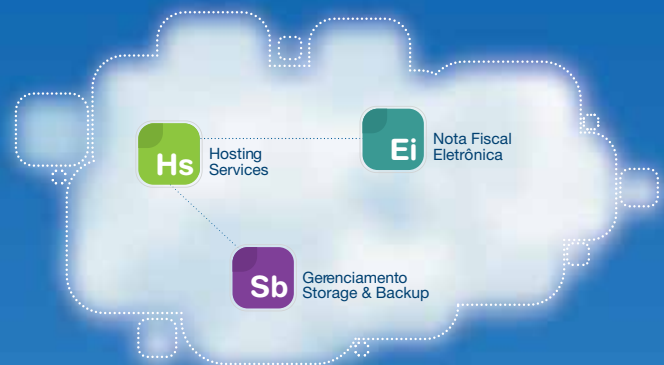 Hs
Hosting
Services
Ei
Nota Fiscal
Eletrônica
Sb
Gerenciamento
Storage & Backup